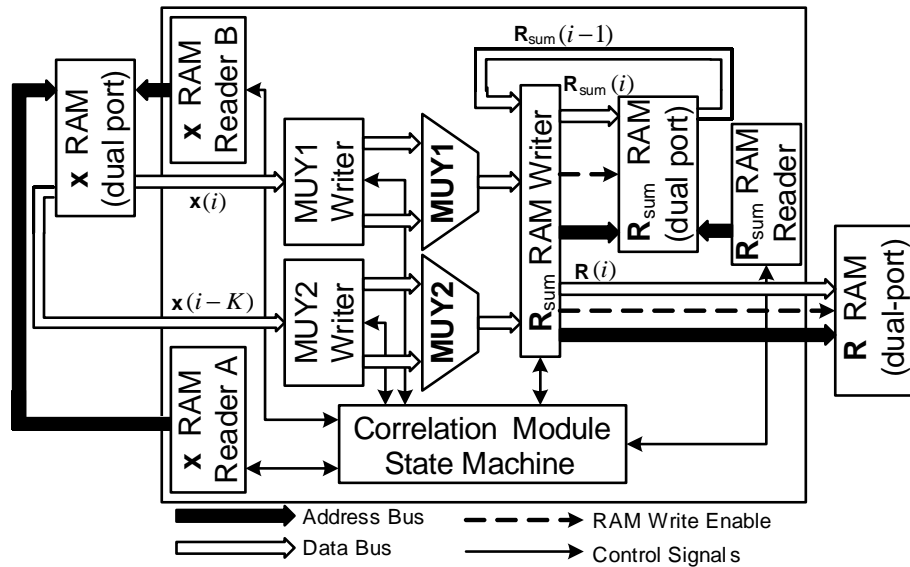 x RAM
(dual port)
x RAM
Reader B
x(i)
x(i−K)
x RAM
Reader A
MUY1
Writer
MUY2
Writer
MUY1
MUY2
R_sum(i−1)
R_sum RAM Writer
R_sum(i)
R_sum RAM
(dual port)
R_sum RAM
Reader
R(i)
R RAM
(dual-port)
Correlation Module
State Machine
Address Bus
RAM Write Enable
Data Bus
Control Signals